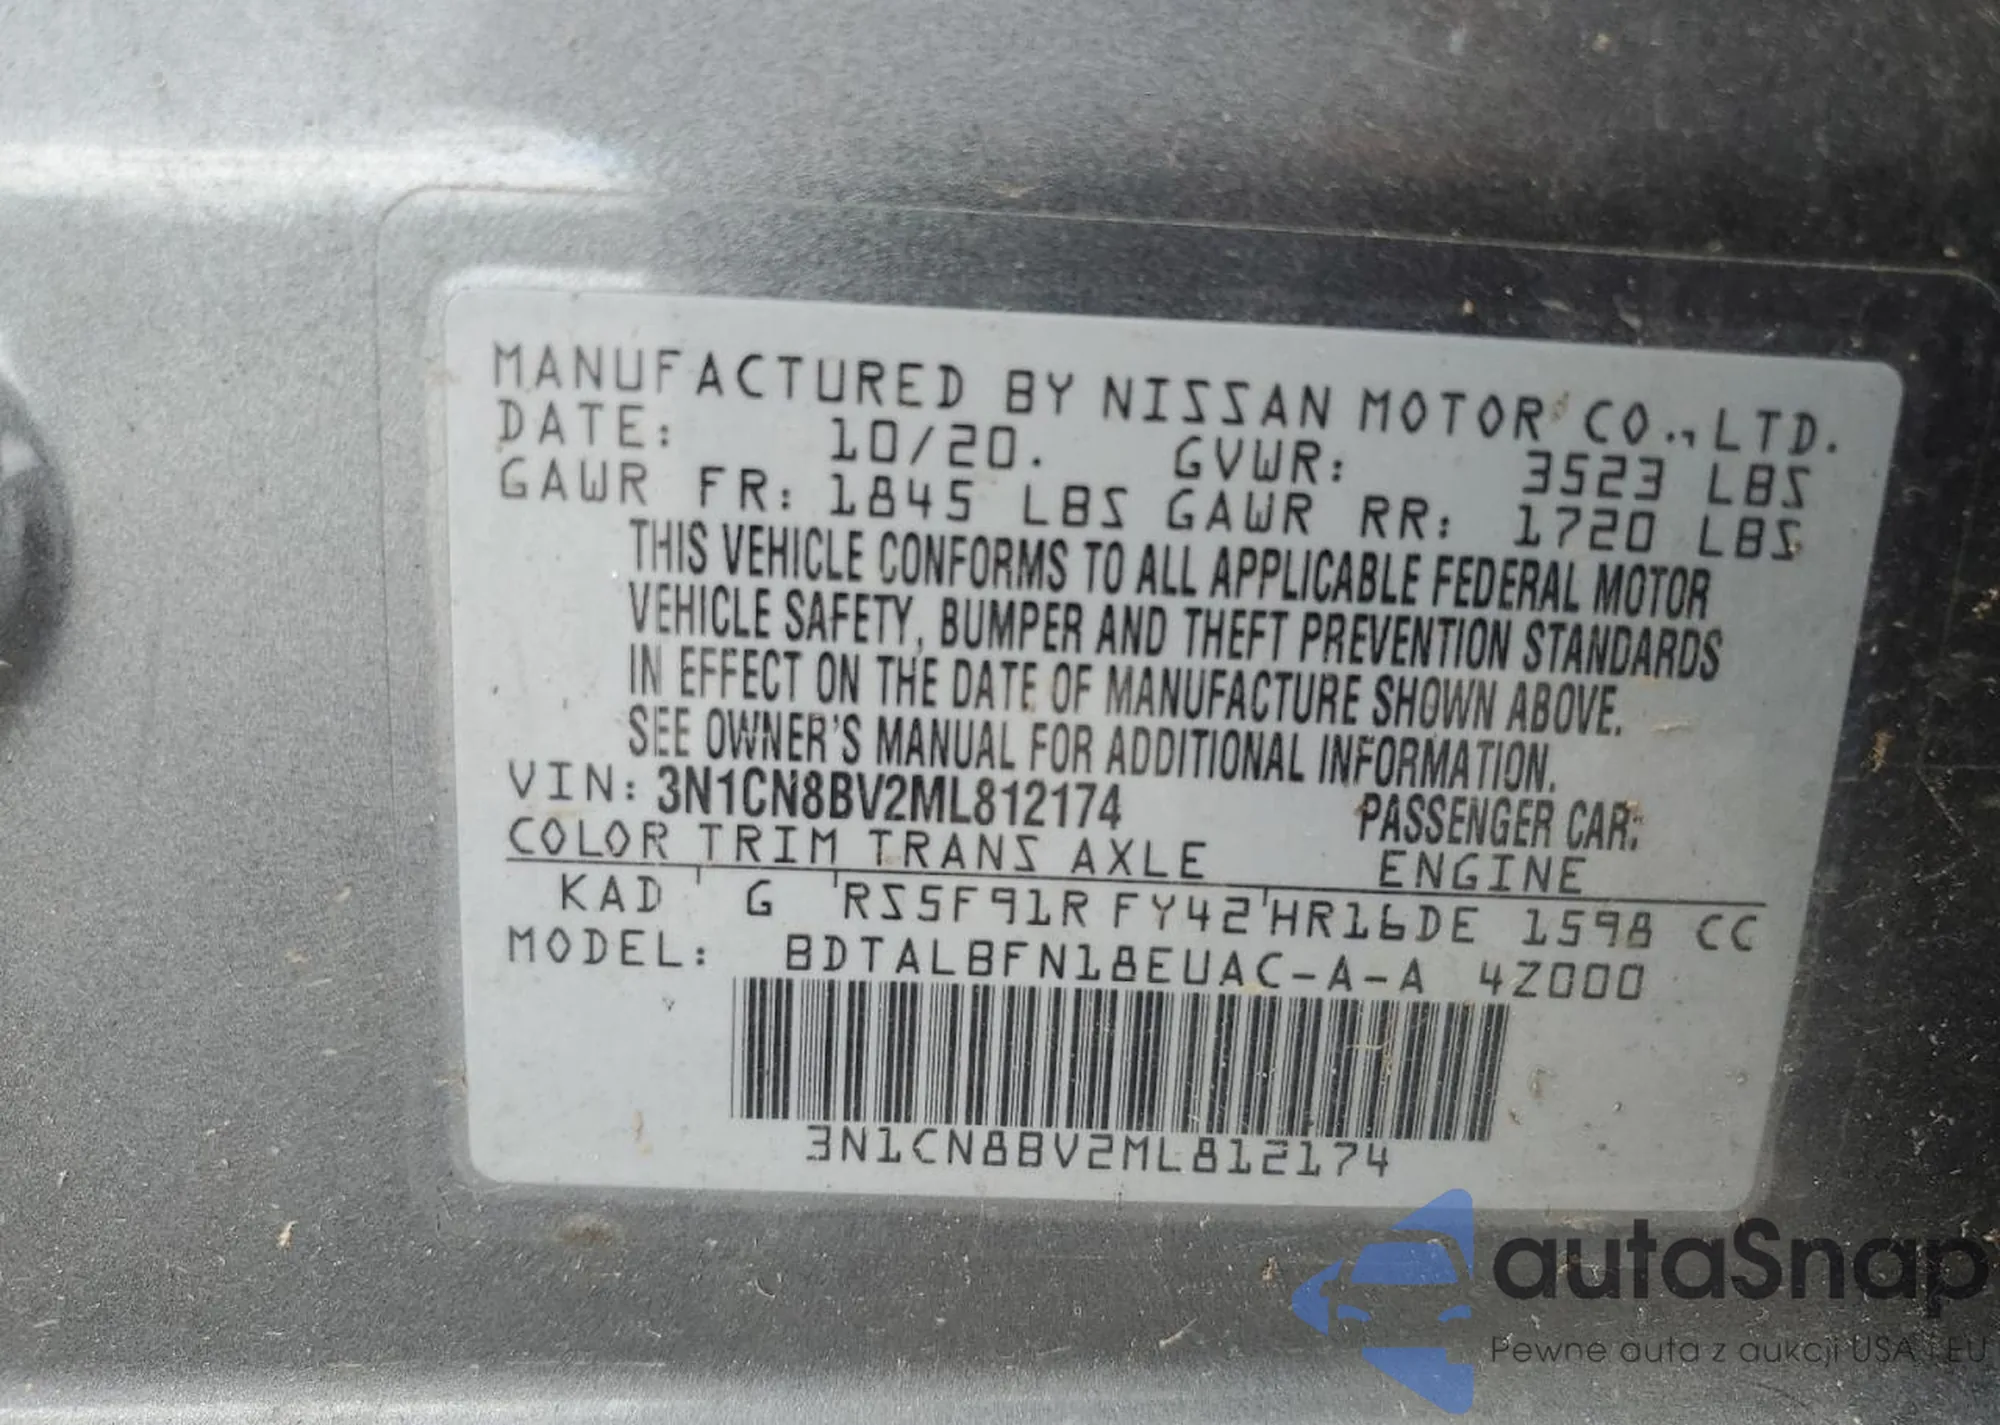 MANUFACTURED BY NISSAN MOTOR CO., LTD.
DATE: 10/20. GVWR: 3523 LBS
GAWR FR: 1845 LBS GAWR RR: 1720 LBS
THIS VEHICLE CONFORMS TO ALL APPLICABLE FEDERAL MOTOR
VEHICLE SAFETY, BUMPER AND THEFT PREVENTION STANDARDS
IN EFFECT ON THE DATE OF MANUFACTURE SHOWN ABOVE.
SEE OWNER'S MANUAL FOR ADDITIONAL INFORMATION.
VIN: 3N1CN8BV2ML812174 PASSENGER CAR:
COLOR TRIM TRANS AXLE ENGINE
KAD G RS5F91R FY42 HR16DE 1598 CC
MODEL: BDTALBFN18EUAC-A-A 4Z000
3N1CN8BV2ML812174
autaSnap
Pewne auta z aukcji USA i EU